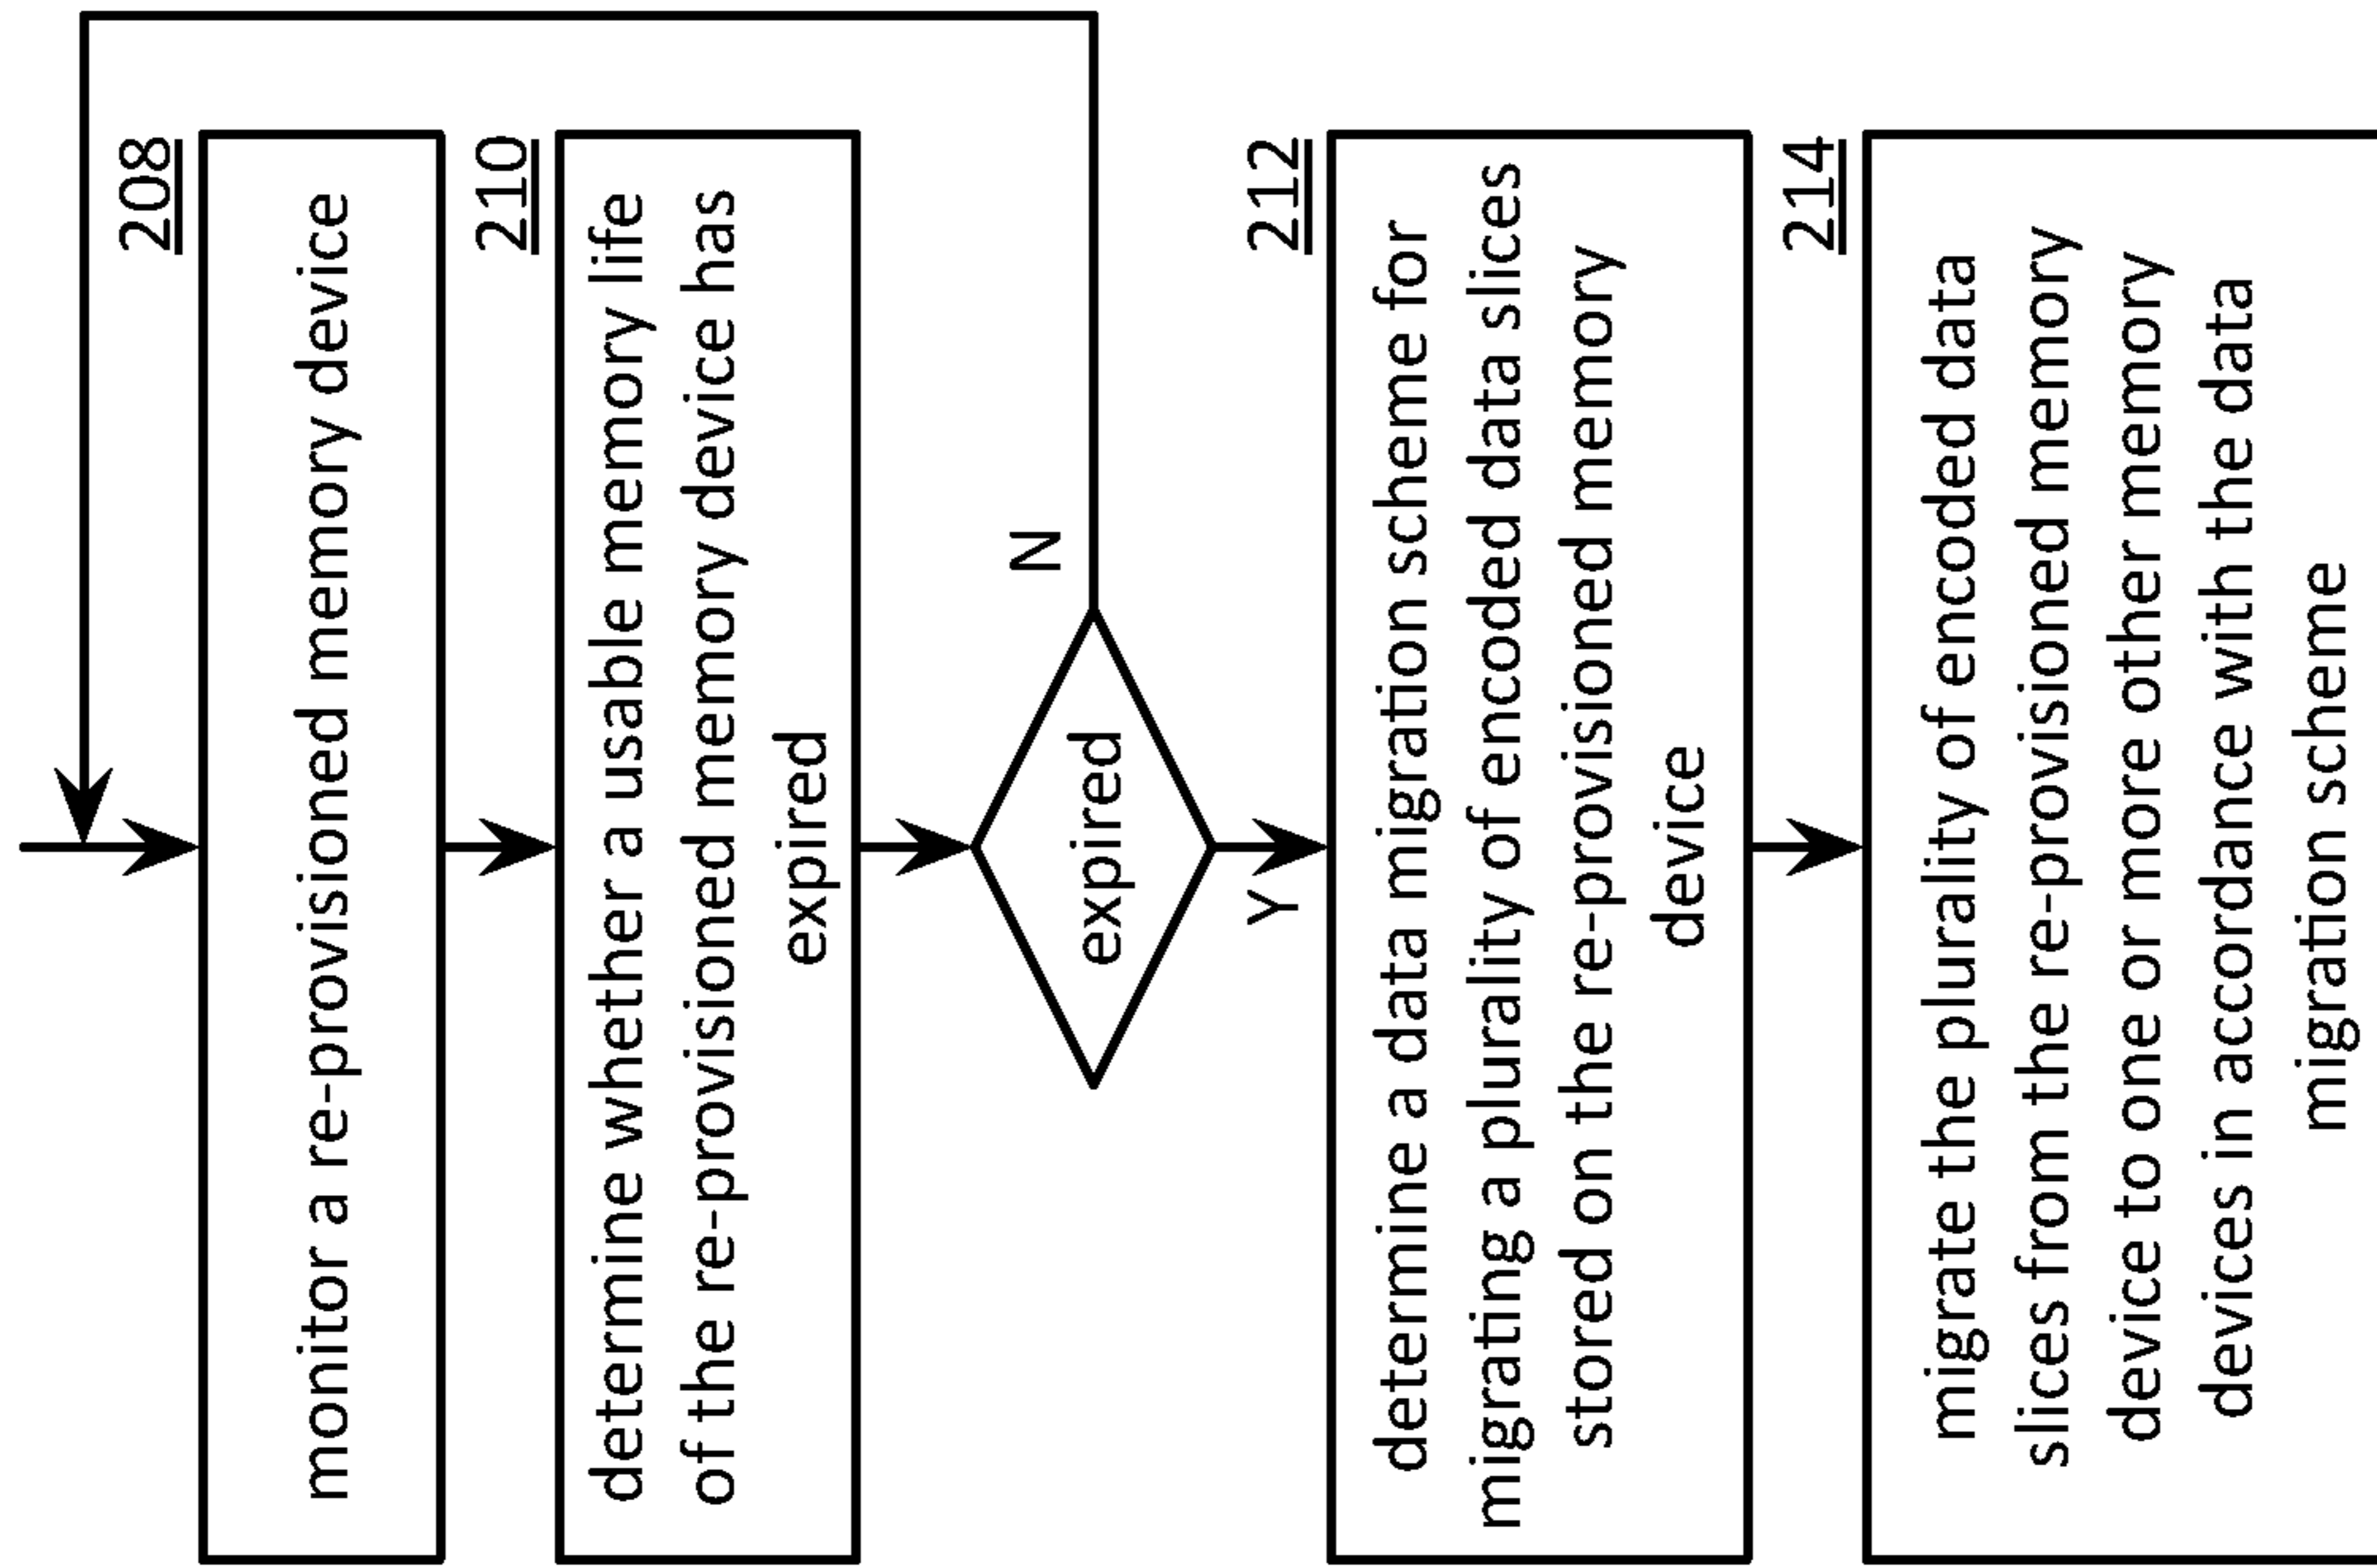 208
monitor a re-provisioned memory device
210
determine whether a usable memory life
of the re-provisioned memory device has
expired
expired
N
Y
212
determine a data migration scheme for
migrating a plurality of encoded data slices
stored on the re-provisioned memory
device
214
migrate the plurality of encoded data
slices from the re-provisioned memory
device to one or more other memory
devices in accordance with the data
migration scheme